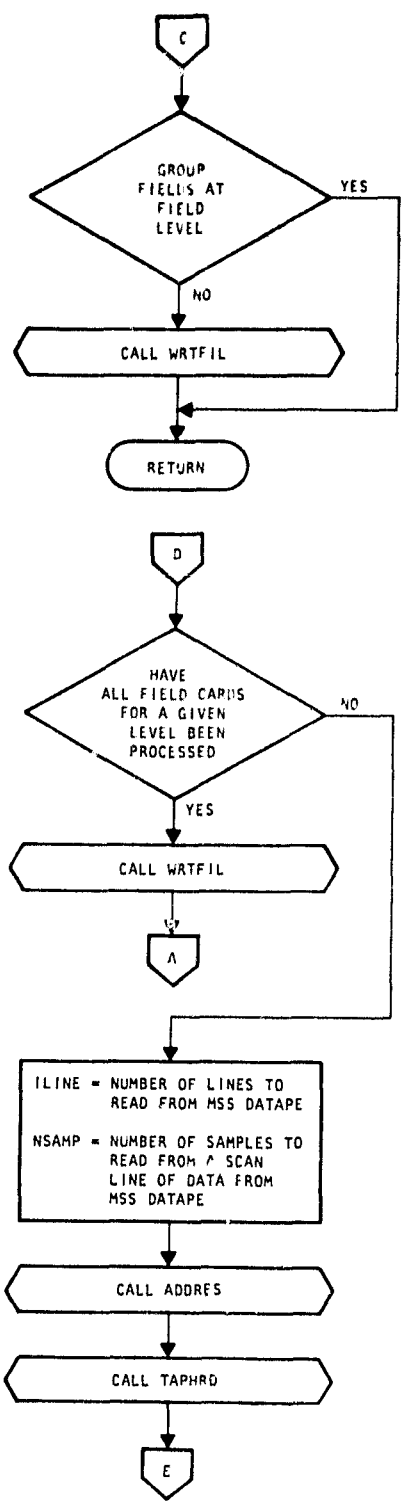 C
GROUP
FIELDS AT
FIELD
LEVEL
YES
NO
CALL WRTFIL
RETURN
D
HAVE
ALL FIELD CARDS
FOR A GIVEN
LEVEL BEEN
PROCESSED
NO
YES
CALL WRTFIL
A
ILINE = NUMBER OF LINES TO
READ FROM MSS DATAPE
NSAMP = NUMBER OF SAMPLES TO
READ FROM A SCAN
LINE OF DATA FROM
MSS DATAPE
CALL ADDRES
CALL TAPHRD
E